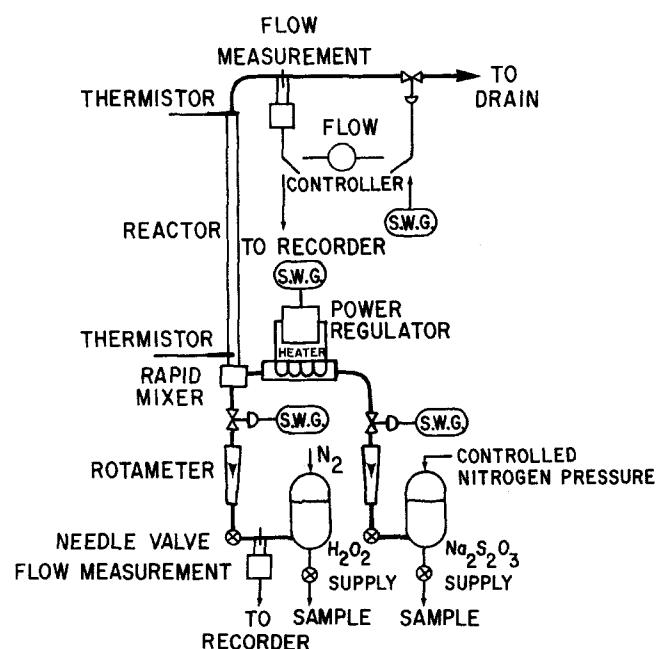 FLOW
MEASUREMENT
THERMISTOR
TO
DRAIN
FLOW
CONTROLLER
S.W.G.
REACTOR
TO RECORDER
S.W.G.
POWER
REGULATOR
THERMISTOR
HEATER
RAPID
MIXER
S.W.G.
S.W.G.
ROTAMETER
N2
CONTROLLED
NITROGEN PRESSURE
NEEDLE VALVE
FLOW MEASUREMENT
H2O2
SUPPLY
Na2S2O3
SUPPLY
TO
RECORDER
SAMPLE
SAMPLE